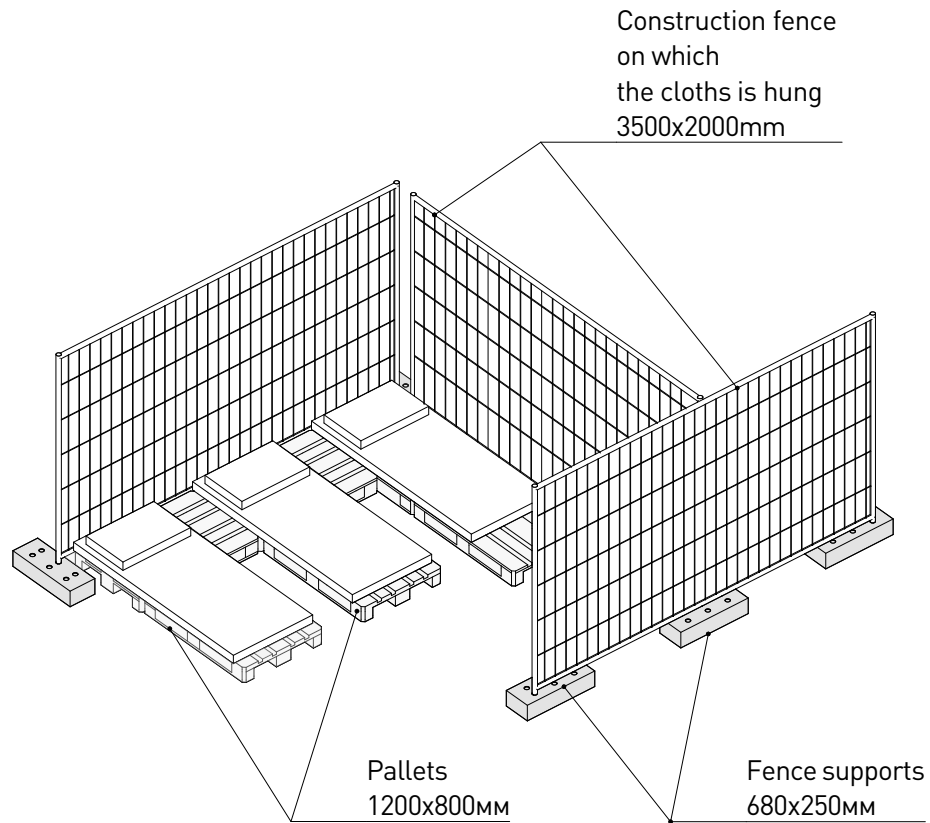 Construction fence
on which
the cloths is hung
3500x2000mm
Pallets
1200x800мм
Fence supports
680x250мм